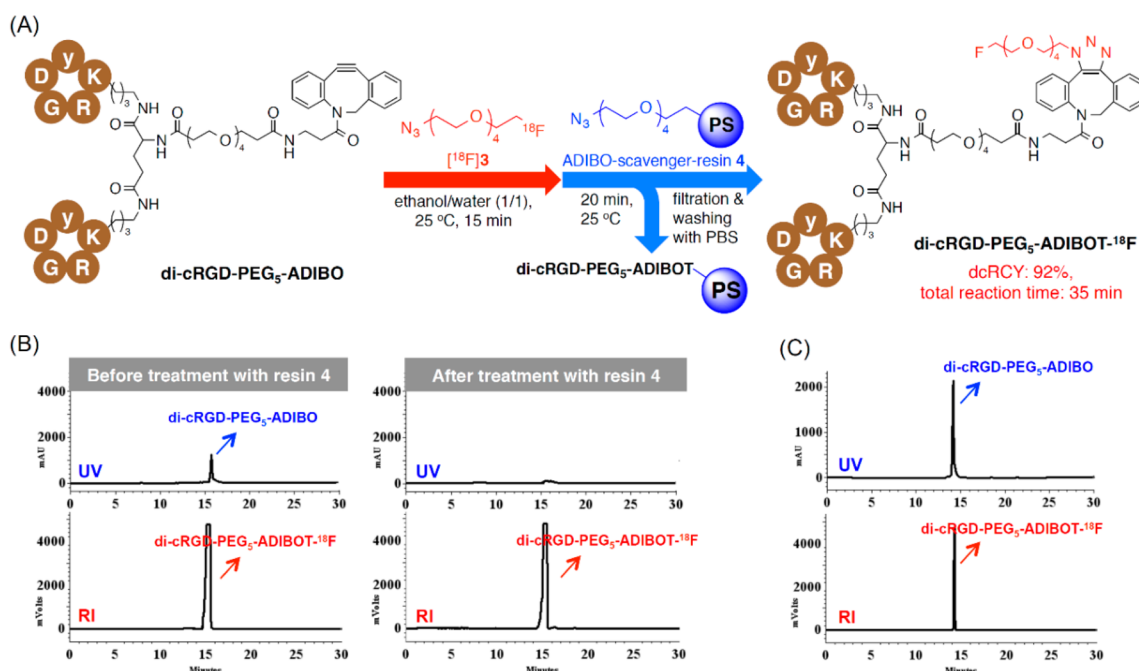 (A)
D
y
K
G
R
( )3
NH
O
O
N
H
O
( )4
O
N
H
O
N
O
NH
( )3
D
y
K
G
R
di-cRGD-PEG5-ADIBO
N3 ( O )4 18F
[18F]3
ethanol/water (1/1)
25 ºC, 15 min
N3 ( O )4 PS
ADIBO-scavenger-resin 4
20 min,
25 ºC
filtration &
washing
with PBS
di-cRGD-PEG5-ADIBOT
PS
F ( O )4 N N N
D
y
K
G
R
( )3
NH
O
O
N
H
O
( )4
O
N
H
O
N
O
NH
( )3
D
y
K
G
R
di-cRGD-PEG5-ADIBOT-18F
dcRCY: 92%,
total reaction time: 35 min
(B)
Before treatment with resin 4
4000
2000
0
mAU
di-cRGD-PEG5-ADIBO
UV
0 5 10 15 20 25 30
4000
2000
0
mVolts
di-cRGD-PEG5-ADIBOT-18F
RI
0 5 10 15 20 25 30
Minutes
After treatment with resin 4
4000
2000
0
mAU
UV
0 5 10 15 20 25 30
4000
2000
0
mVolts
di-cRGD-PEG5-ADIBOT-18F
RI
0 5 10 15 20 25 30
Minutes
(C)
2000
1000
0
mAU
di-cRGD-PEG5-ADIBO
UV
0 5 10 15 20 25 30
4000
2000
0
mVolts
di-cRGD-PEG5-ADIBOT-18F
RI
0 5 10 15 20 25 30
Minutes